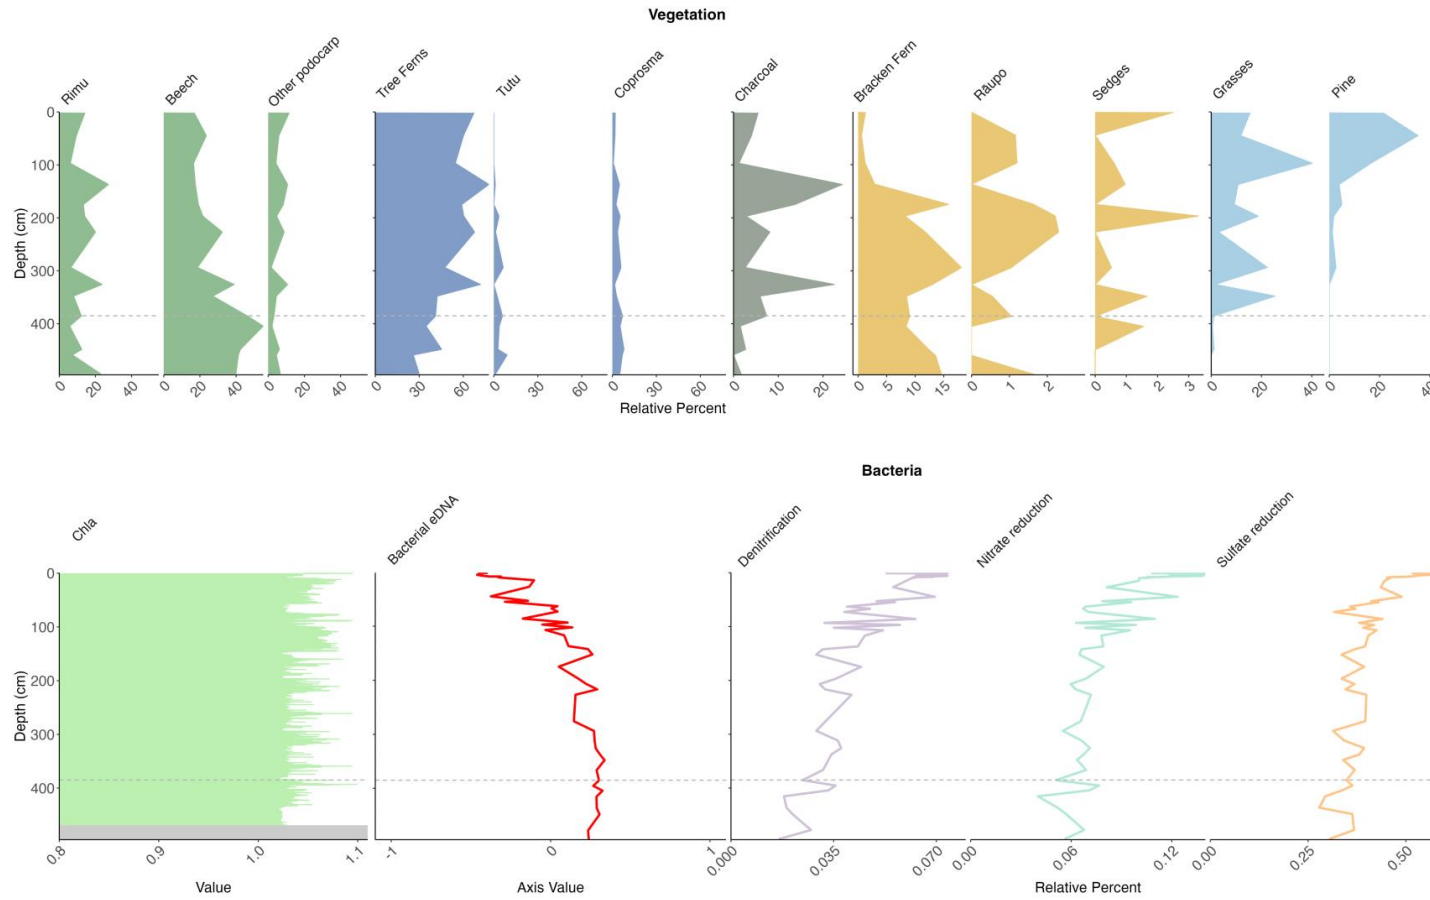 Vegetation
Rimu
Beech
Other podocarp
Tree Ferns
Tutu
Coprosma
Charcoal
Bracken Fern
Raupo
Sedges
Grasses
Pine
Depth (cm)
0
100
200
300
400
0 20 40 0 20 40 0 20 40 0 30 60 0 30 60 0 30 60 0 10 20 0 5 10 15 0 1 2 0 1 2 3 0 20 40 0 20 40
Relative Percent
Bacteria
Chla
Bacterial eDNA
Denitrification
Nitrate reduction
Sulfate reduction
Depth (cm)
0
100
200
300
400
0.8 0.9 1.0 1.1 -1 0 1 0.000 0.035 0.070 0.00 0.06 0.12 0.00 0.25 0.50
Value Axis Value Relative Percent